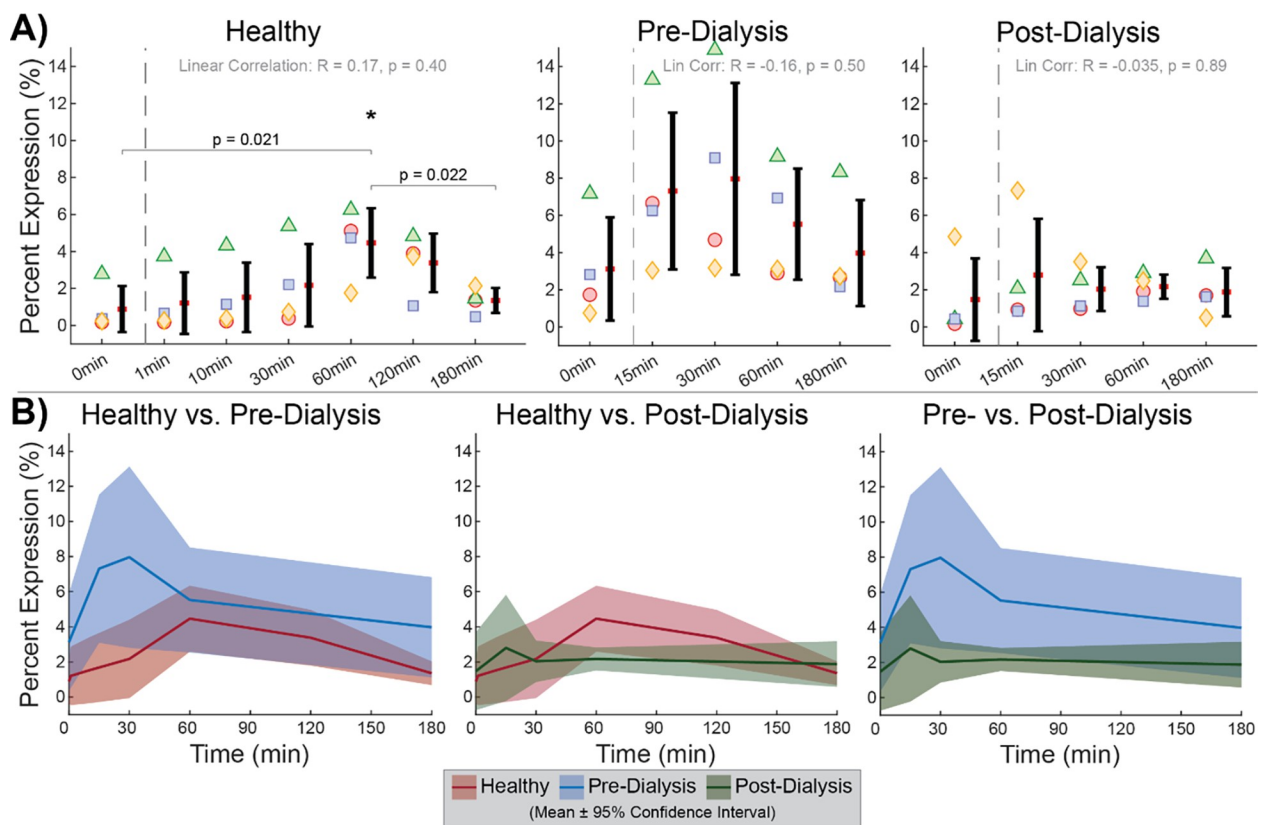 A)
Healthy
Pre-Dialysis
Post-Dialysis
Percent Expression (%)
14
12
10
8
6
4
2
0
Linear Correlation: R = 0.17, p = 0.40
*
p = 0.021
p = 0.022
0min
1min
10min
30min
60min
120min
180min
14
12
10
8
6
4
2
0
Lin Corr: R = -0.16, p = 0.50
0min
15min
30min
60min
180min
14
12
10
8
6
4
2
0
Lin Corr: R = -0.035, p = 0.89
0min
15min
30min
60min
180min
B)
Healthy vs. Pre-Dialysis
Healthy vs. Post-Dialysis
Pre- vs. Post-Dialysis
Percent Expression (%)
14
12
10
8
6
4
2
0
0 30 60 90 120 150 180
Time (min)
14
12
10
8
6
4
2
0
0 30 60 90 120 150 180
Time (min)
14
12
10
8
6
4
2
0
0 30 60 90 120 150 180
Time (min)
Healthy Pre-Dialysis Post-Dialysis
(Mean ± 95% Confidence Interval)